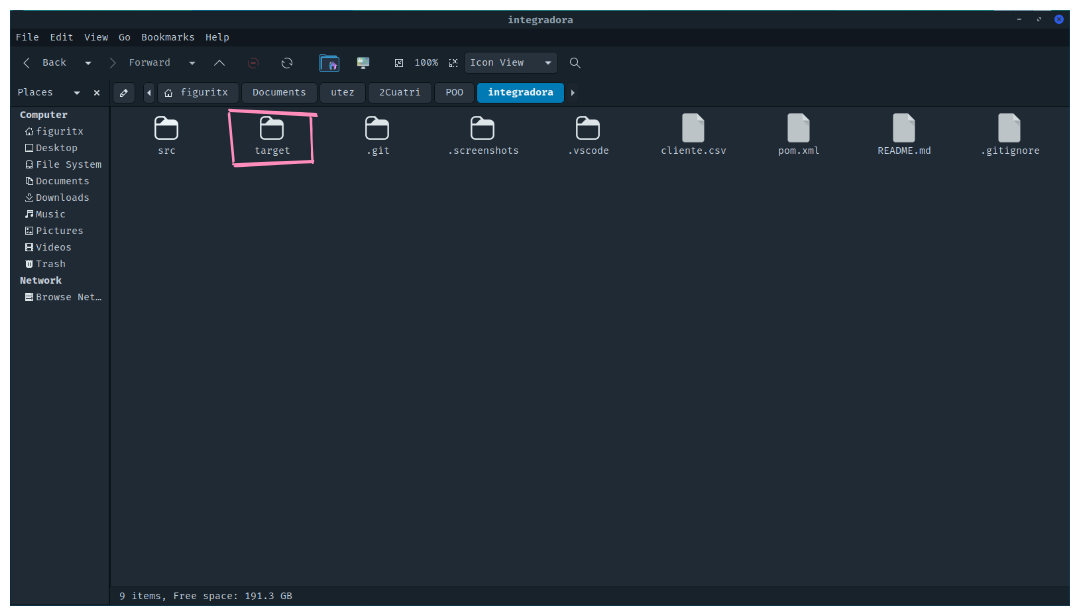 integradora
File Edit View Go Bookmarks Help
Back Forward 100% Icon View
Places figuritx Documents utez 2Cuatri POO integradora
Computer
figuritx
Desktop
File System
Documents
Downloads
Music
Pictures
Videos
Trash
Network
Browse Net…
src target .git .screenshots .vscode cliente.csv pom.xml README.md .gitignore
9 items, Free space: 191.3 GB